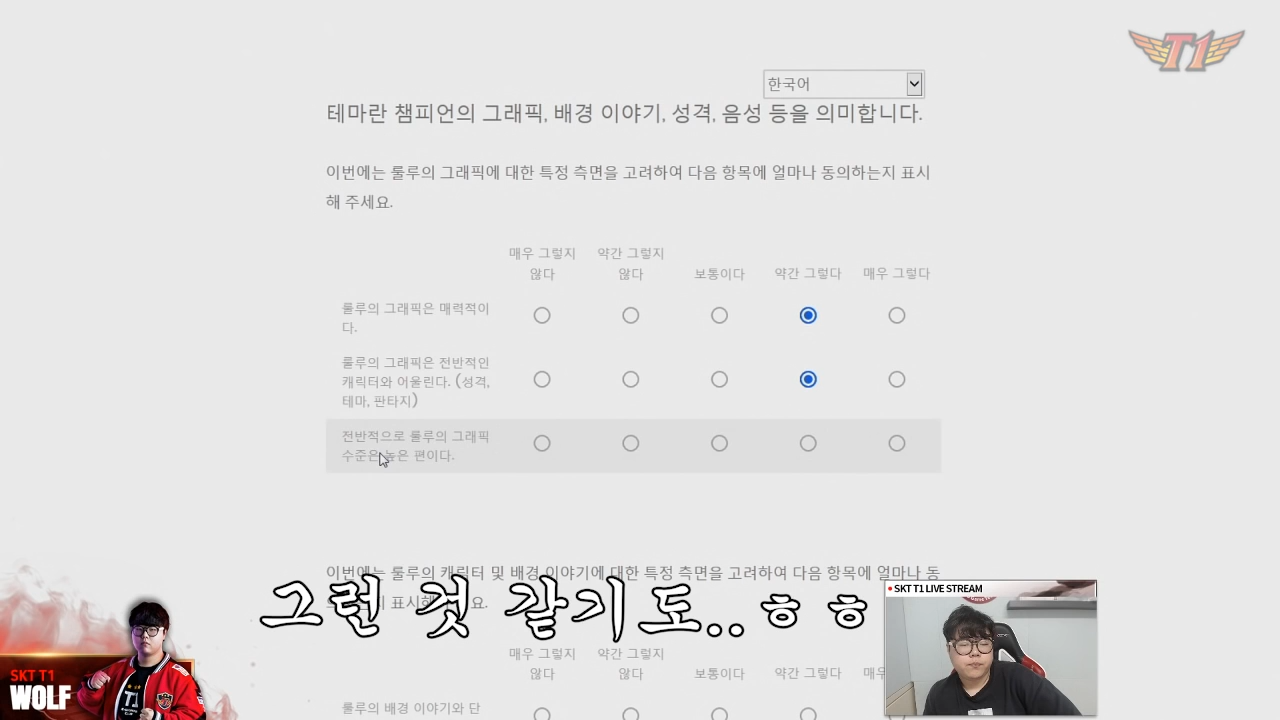 T1
한국어
테마란 챔피언의 그래픽, 배경 이야기, 성격, 음성 등을 의미합니다.
이번에는 룰루의 그래픽에 대한 특정 측면을 고려하여 다음 항목에 얼마나 동의하는지 표시
해 주세요.
매우 그렇지 약간 그렇지
않다 않다 보통이다 약간 그렇다 매우 그렇다
룰루의 그래픽은 매력적이
다.
룰루의 그래픽은 전반적인
캐릭터와 어울린다. (성격,
테마, 판타지)
전반적으로 룰루의 그래픽
수준은 높은 편이다.
이번에는 룰루의 캐릭터 및 배경 이야기에 대한 특정 측면을 고려하여 다음 항목에 얼마나 동
지 표시
요.
그런 것 같기도..ㅎㅎ
매우 그렇지 약간 그렇지
않다 않다 보통이다 약간 그렇다 매우
룰루의 배경 이야기와 단
SKT T1
WOLF
T1
SKT T1 LIVE STREAM